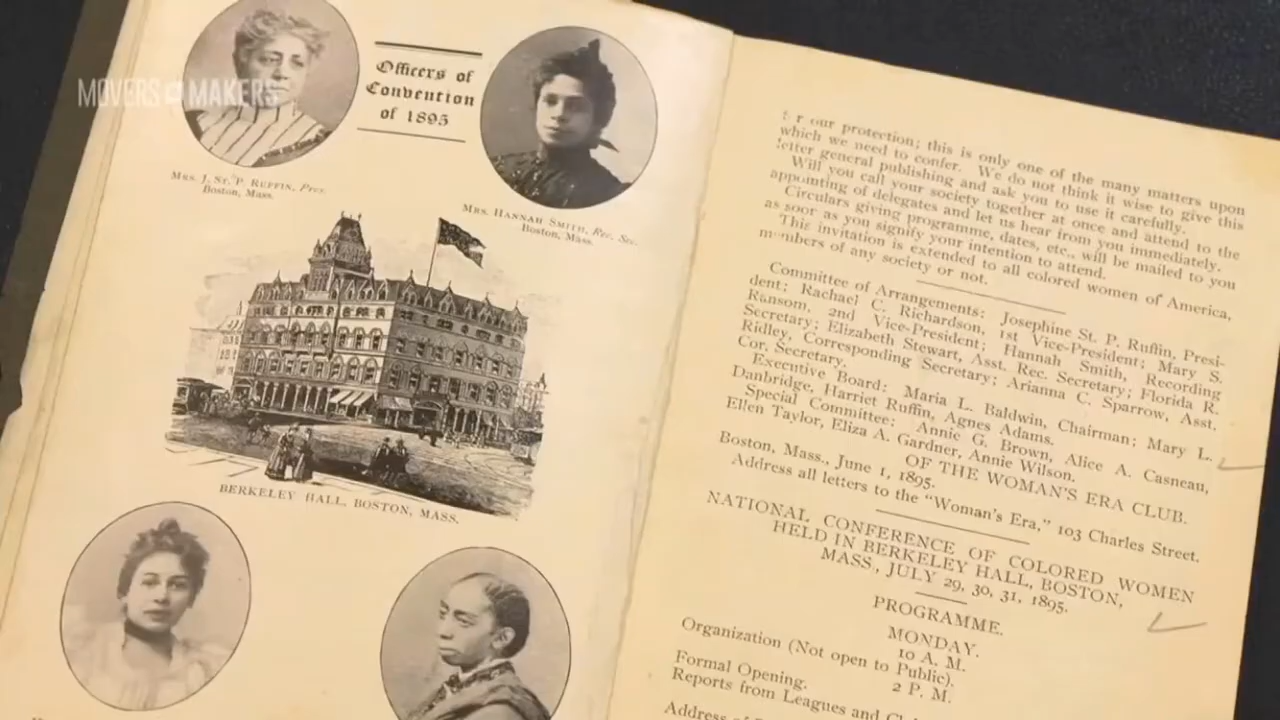 MOVERS MAKERS
Officers of
Convention
of 1895
MRS. J. ST. P. RUFFIN, Pres.
Boston, Mass.
MRS. HANNAH SMITH, Rec. Sec.
Boston, Mass.
BERKELEY HALL, BOSTON, MASS.
r our protection; this is only one of the many matters upon
which we need to confer. We do not think it wise to give this
letter general publishing and ask you to use it carefully.
Will you call your society together at once and attend to the
appointing of delegates and let us hear from you immediately.
Circulars giving programme, dates, etc., will be mailed to you
as soon as you signify your intention to attend.
This invitation is extended to all colored women of America,
members of any society or not.
Committee of Arrangements: Josephine St. P. Ruffin, Presi-
dent; Rachael C. Richardson, 1st Vice-President; Mary S.
Ransom, 2nd Vice-President; Hannah Smith, Recording
Secretary; Elizabeth Stewart, Asst. Rec. Secretary; Florida R.
Ridley, Corresponding Secretary; Arianna C. Sparrow, Asst.
Cor. Secretary.
Executive Board: Maria L. Baldwin, Chairman; Mary L.
Danbridge, Harriet Ruffin, Agnes Adams.
Special Committee: Annie G. Brown, Alice A. Casneau,
Ellen Taylor, Eliza A. Gardner, Annie Wilson.
OF THE WOMAN'S ERA CLUB.
Boston, Mass., June 1, 1895.
Address all letters to the "Woman's Era," 103 Charles Street.
NATIONAL CONFERENCE OF COLORED WOMEN
HELD IN BERKELEY HALL, BOSTON,
MASS., JULY 29, 30, 31, 1895.
PROGRAMME.
MONDAY.
10 A. M.
Organization (Not open to Public).
2 P. M.
Formal Opening.
Reports from Leagues and
Address of